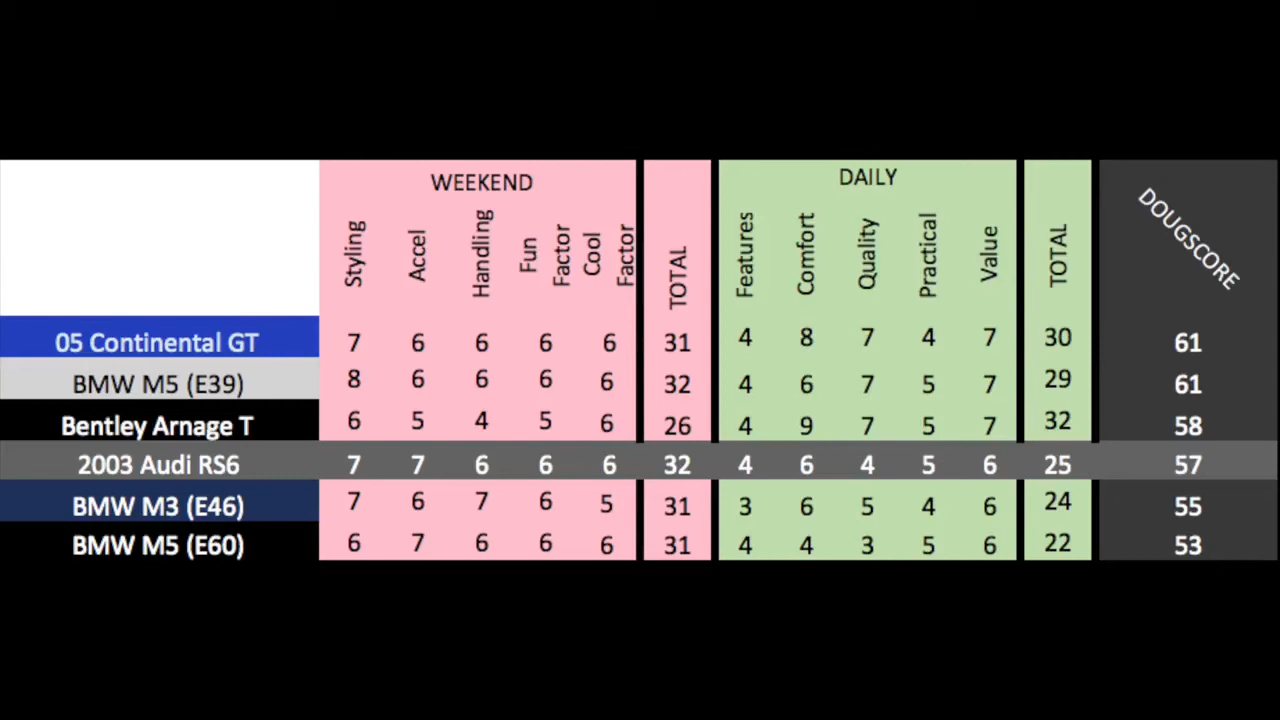 WEEKEND DAILY
Styling Accel Handling Fun Factor Cool Factor TOTAL Features Comfort Quality Practical Value TOTAL DOUGSCORE
05 Continental GT 7 6 6 6 6 31 4 8 7 4 7 30 61
BMW M5 (E39) 8 6 6 6 6 32 4 6 7 5 7 29 61
Bentley Arnage T 6 5 4 5 6 26 4 9 7 5 7 32 58
2003 Audi RS6 7 7 6 6 6 32 4 6 4 5 6 25 57
BMW M3 (E46) 7 6 7 6 5 31 3 6 5 4 6 24 55
BMW M5 (E60) 6 7 6 6 6 31 4 4 3 5 6 22 53